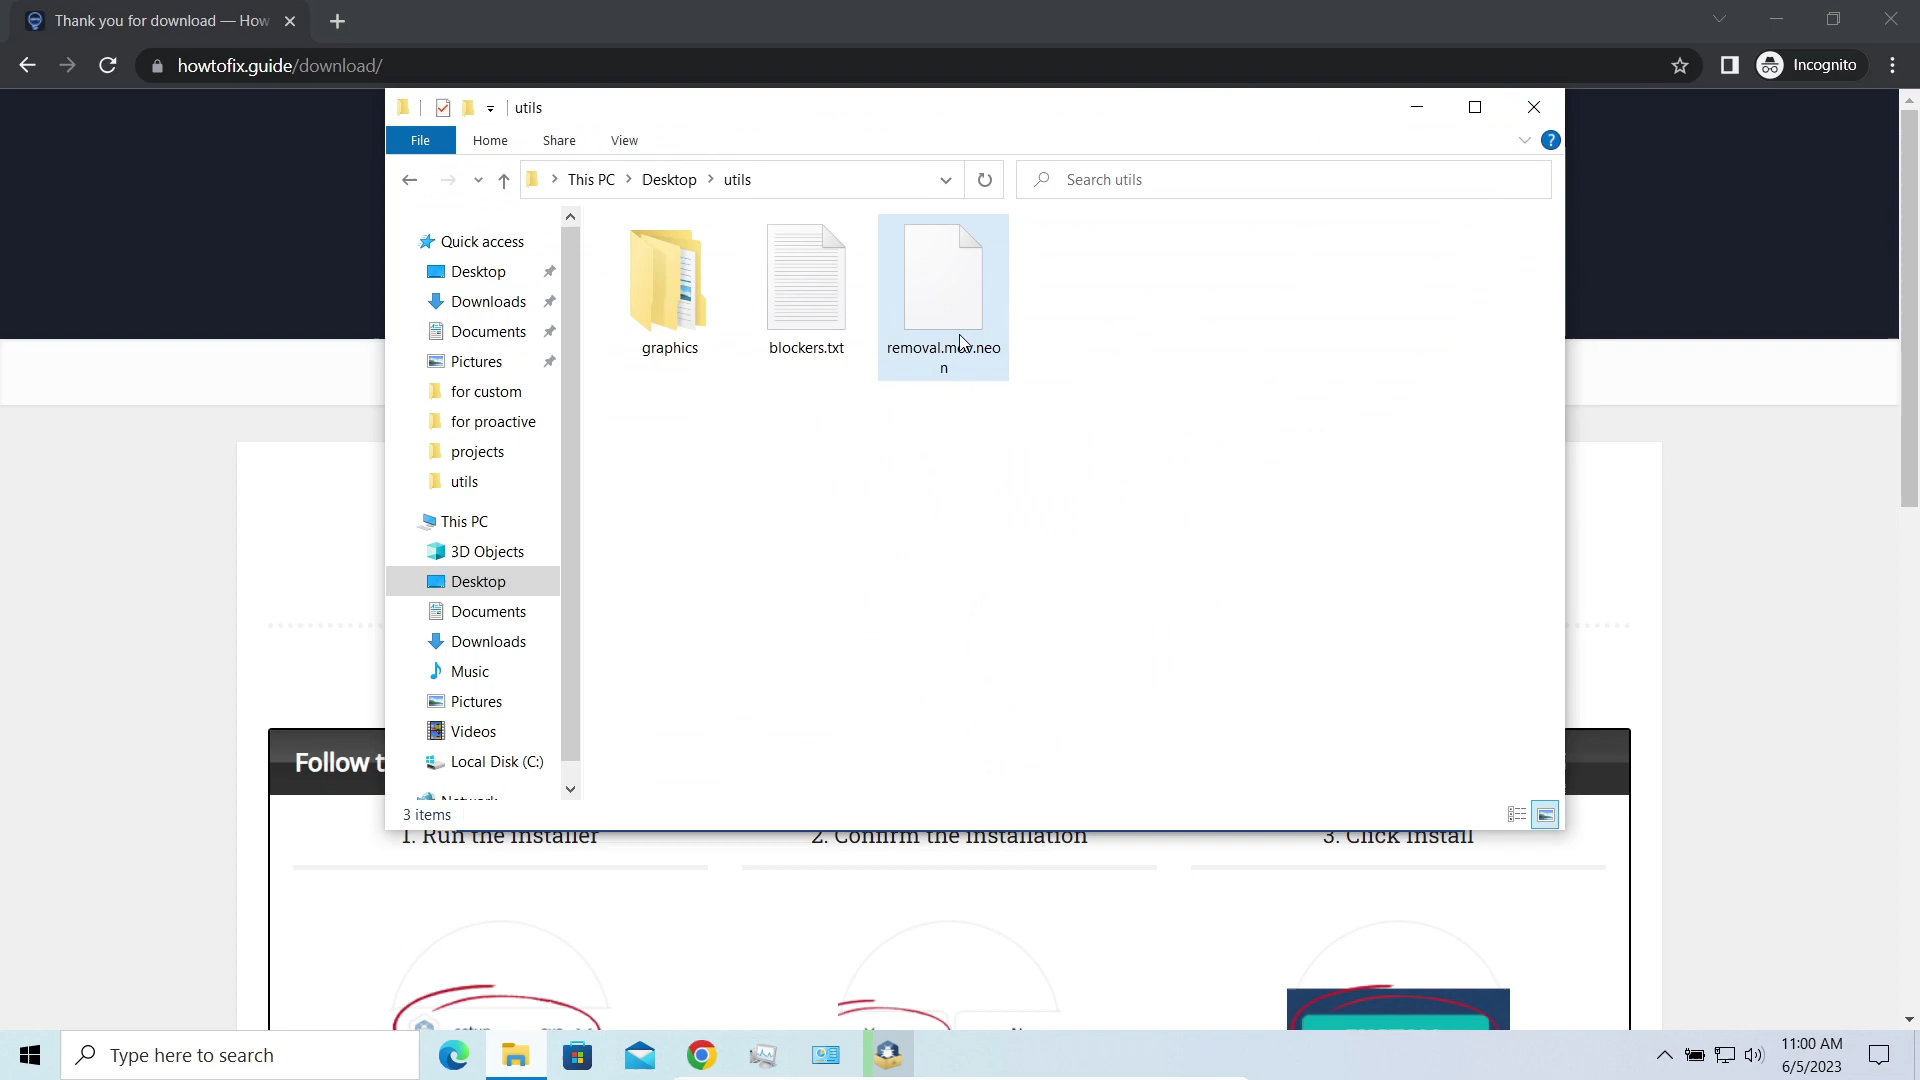 Thank you for download — How
howtofix.guide/download/
Incognito
utils
File Home Share View
This PC Desktop utils
Search utils
Quick access
Desktop
Downloads
Documents
Pictures
for custom
for proactive
projects
utils
This PC
3D Objects
Desktop
Documents
Downloads
Music
Pictures
Videos
Local Disk (C:)
Network
graphics
blockers.txt
removal.mov.neo
n
3 items
Follow t
1. Run the installer
2. Confirm the installation
3. Click Install
Type here to search
11:00 AM
6/5/2023